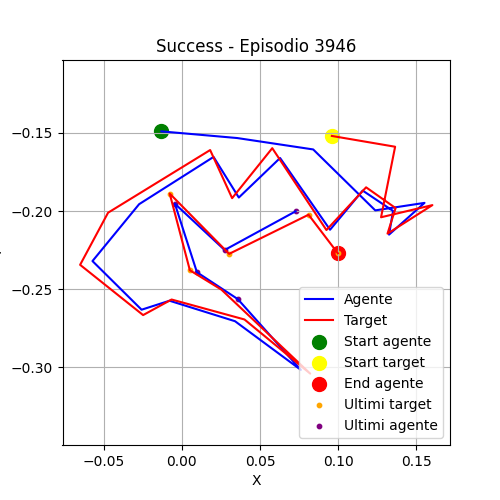 Success - Episodio 3946
−0.15
−0.20
−0.25
−0.30
−0.05
0.00
0.05
0.10
0.15
X
Agente
Target
Start agente
Start target
End agente
Ultimi target
Ultimi agente